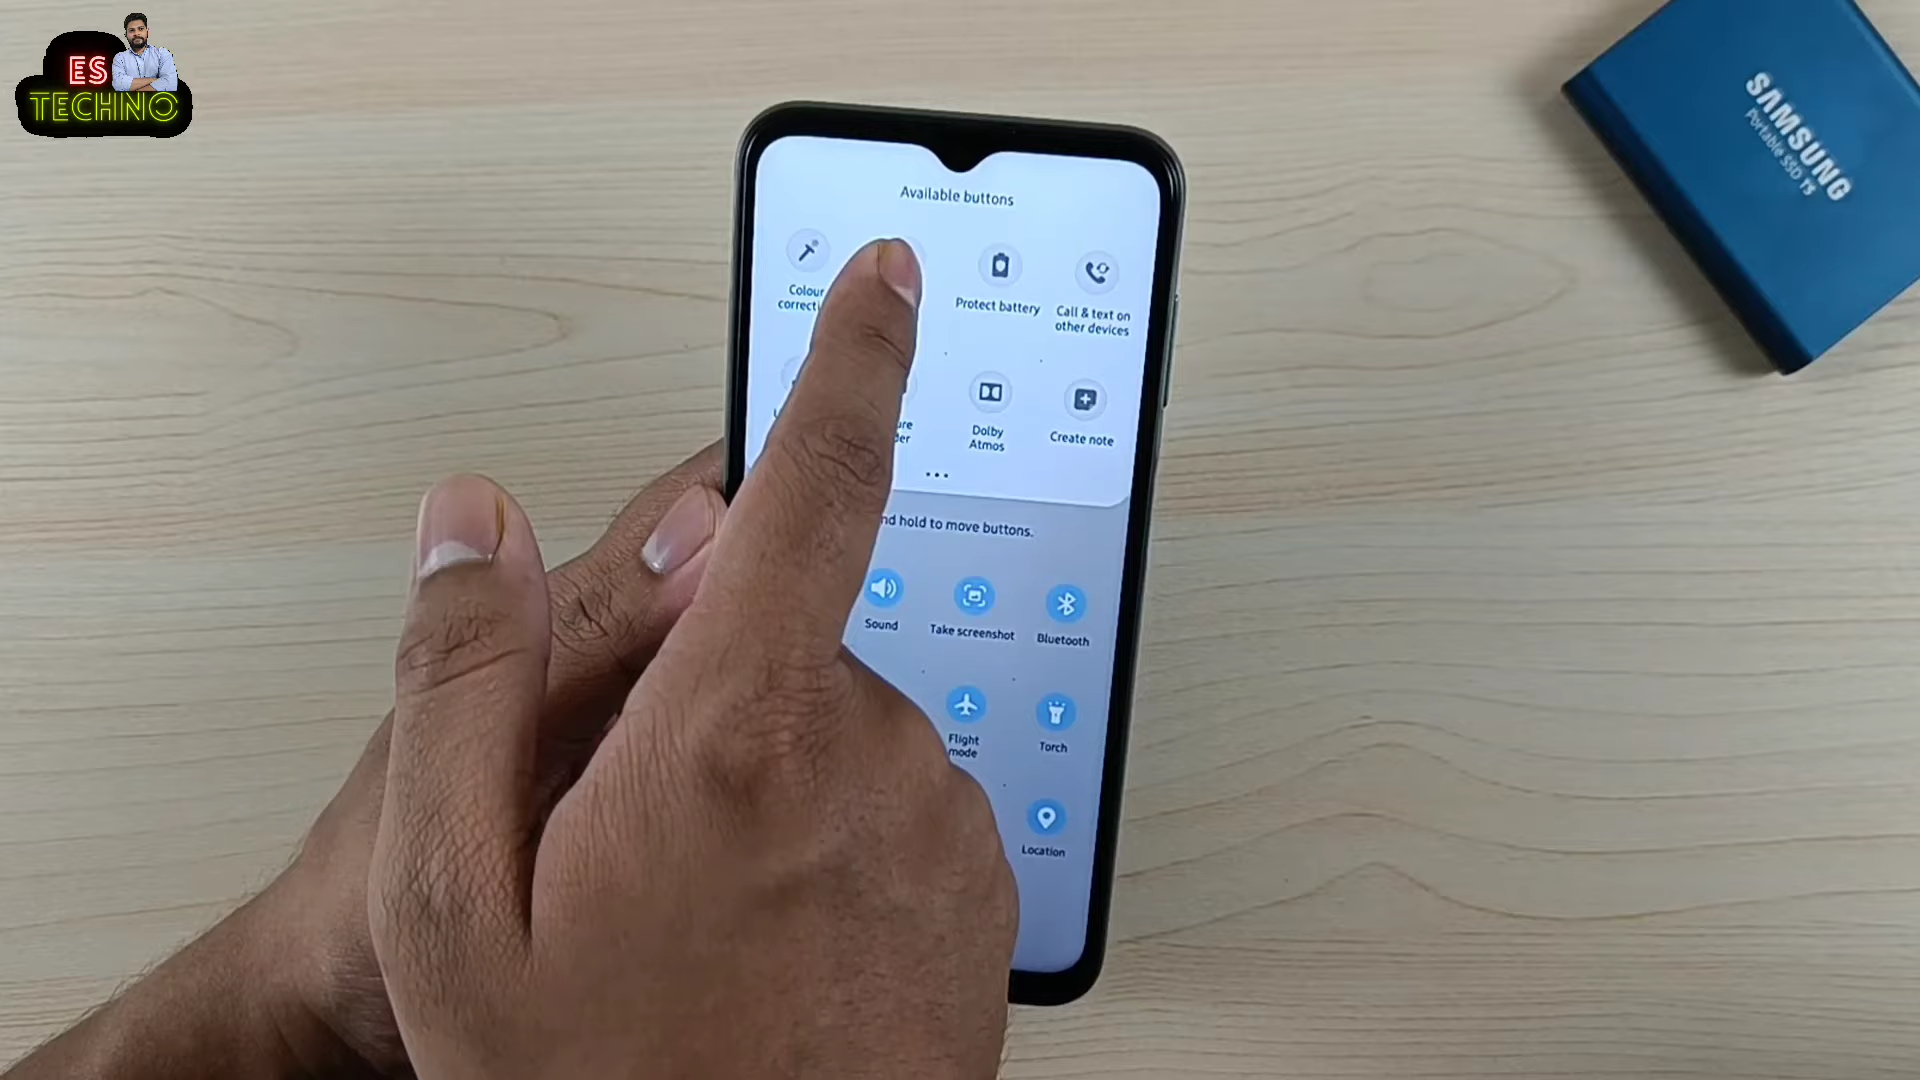 ES
TECHNO
SAMSUNG
Portable SSD T5
Available buttons
Colour
Protect battery
Call & text on
other devices
Dolby
Atmos
Create note
hold to move buttons.
Sound
Take screenshot
Bluetooth
Flight
mode
Torch
Location